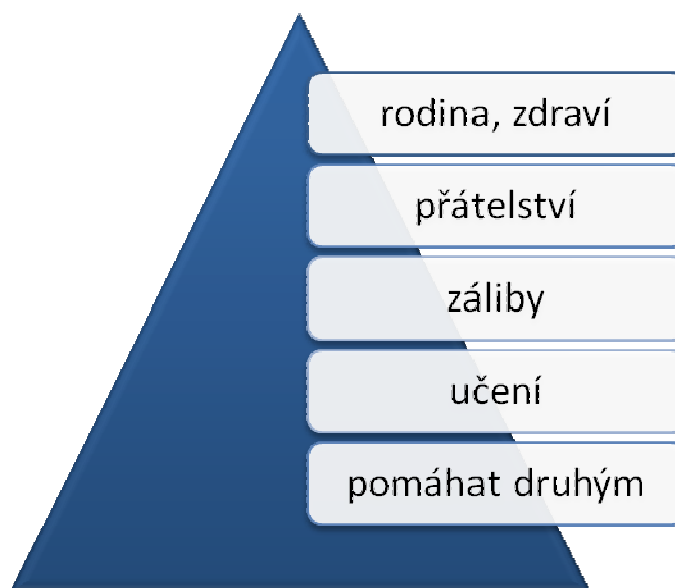 rodina, zdraví
přátelství
záliby
učení
pomáhat druhým